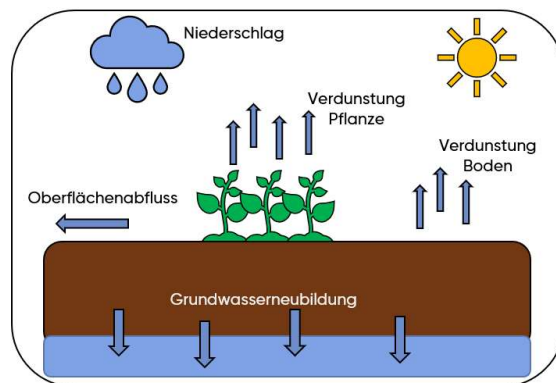 Niederschlag
Verdunstung
Pflanze
Verdunstung
Boden
Oberflächenabfluss
Grundwasserneubildung